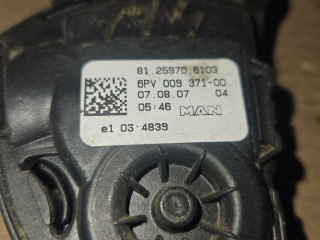 81.25970.6103
6PV 009 371-00
07.08.07 04
05:46 MAN
e1 03 4839